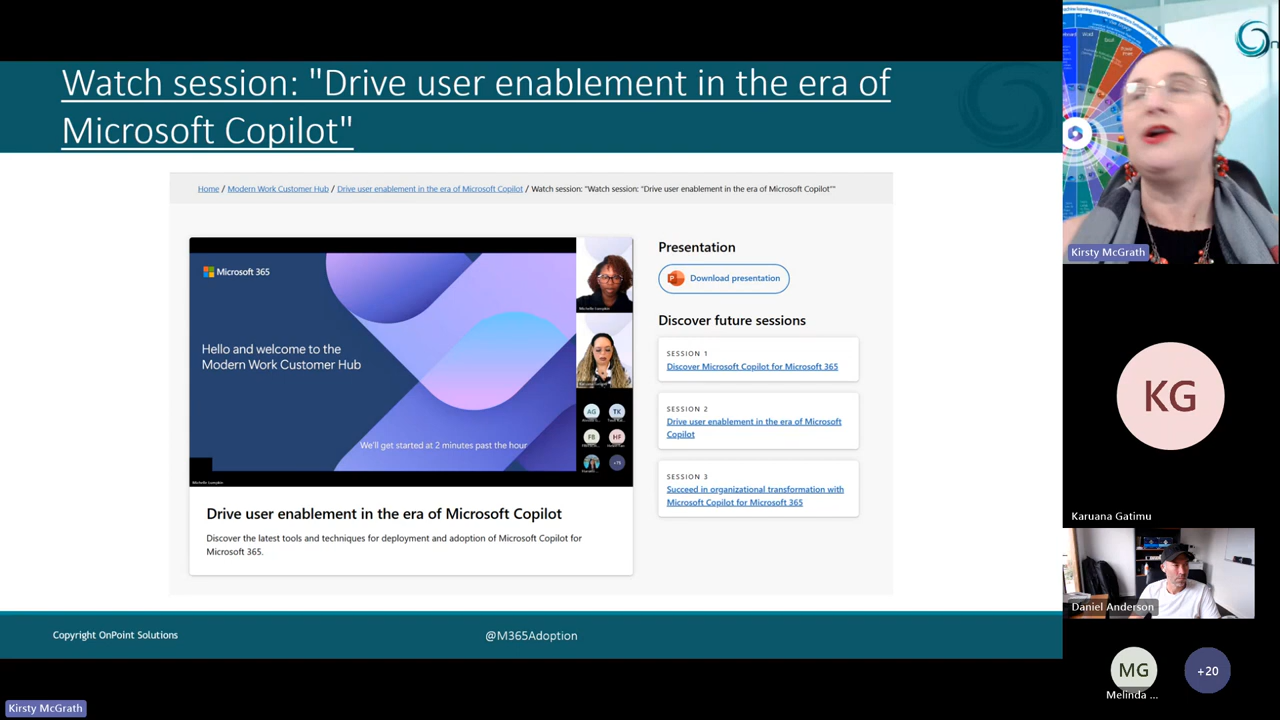 Watch session: "Drive user enablement in the era of
Microsoft Copilot"
Home / Modern Work Customer Hub / Drive user enablement in the era of Microsoft Copilot / Watch session: "Watch session: "Drive user enablement in the era of Microsoft Copilot""
Microsoft 365
Hello and welcome to the
Modern Work Customer Hub
We'll get started at 2 minutes past the hour
AG
TK
FB
HF
Drive user enablement in the era of Microsoft Copilot
Discover the latest tools and techniques for deployment and adoption of Microsoft Copilot for
Microsoft 365.
Presentation
Download presentation
Discover future sessions
SESSION 1
Discover Microsoft Copilot for Microsoft 365
SESSION 2
Drive user enablement in the era of Microsoft
Copilot
SESSION 3
Succeed in organizational transformation with
Microsoft Copilot for Microsoft 365
Copyright OnPoint Solutions
@M365Adoption
Kirsty McGrath
Kirsty McGrath
KG
Karuana Gatimu
Daniel Anderson
MG
Melinda ...
+20